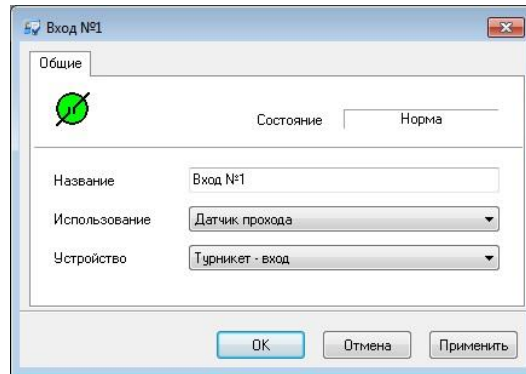 Вход №1
Общие
Состояние Норма
Название Вход №1
Использование Датчик прохода
Устройство Турникет - вход
OK Отмена Применить